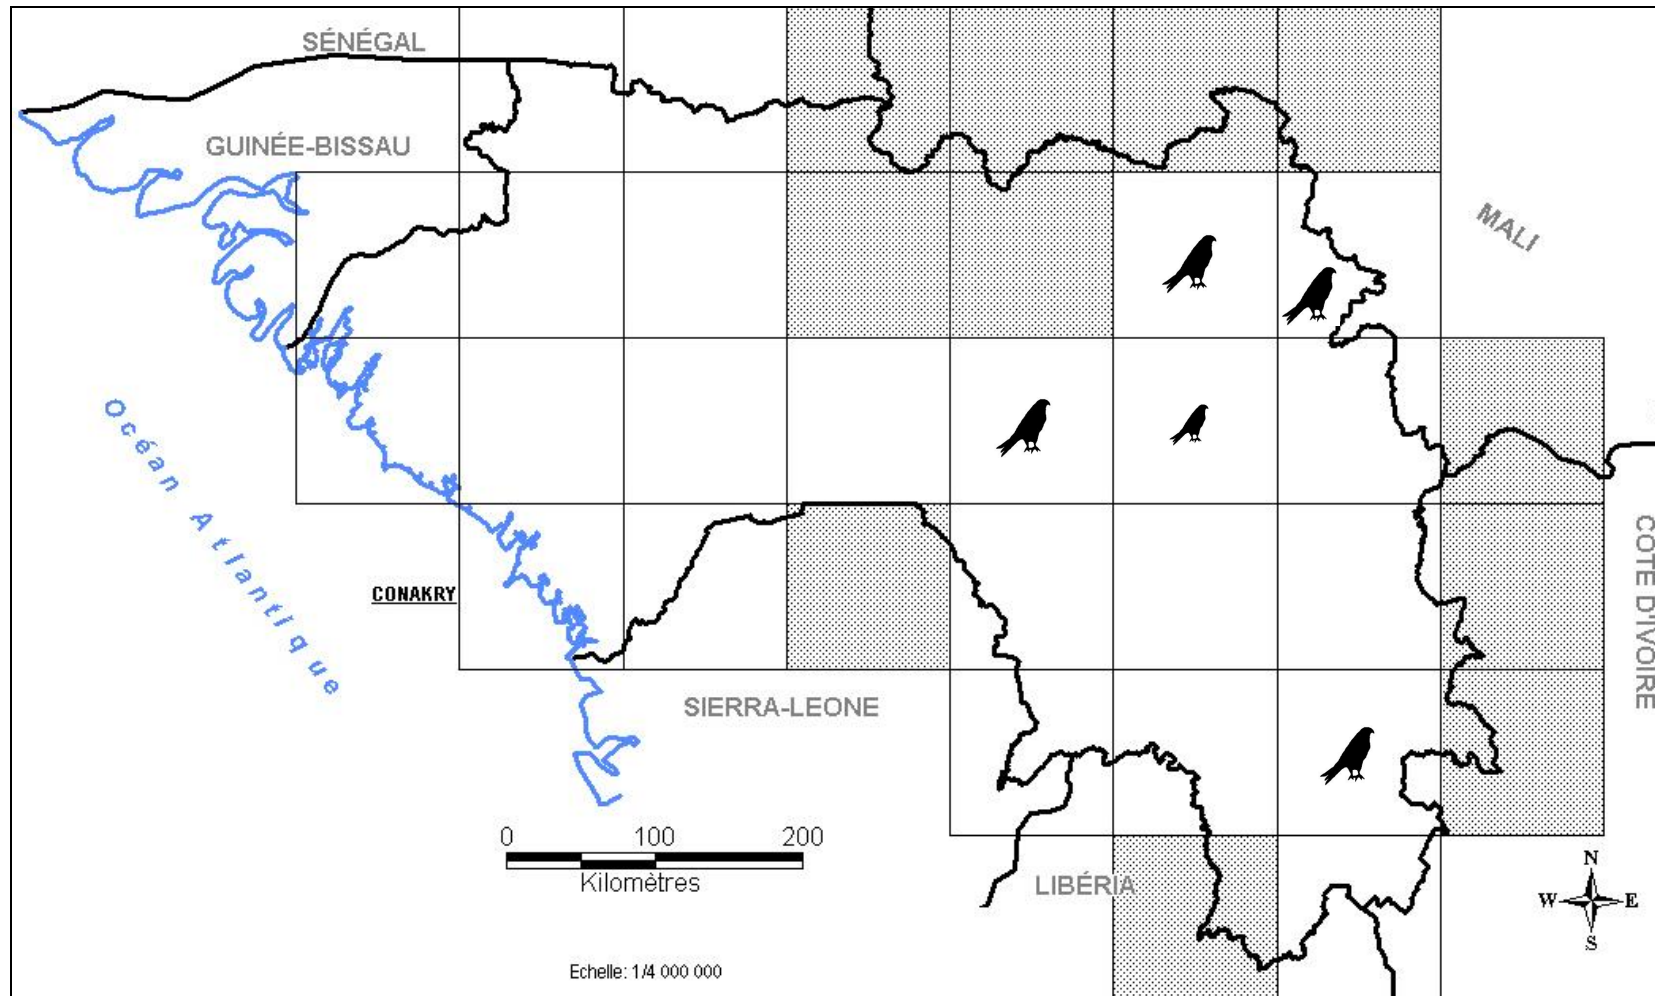 SÉNÉGAL
GUINÉE-BISSAU
MALI
Océan Atlantique
CONAKRY
COTE D'IVOIRE
SIERRA-LEONE
0 100 200
Kilomètres
LIBÉRIA
N
W E
S
Echelle: 1/4 000 000